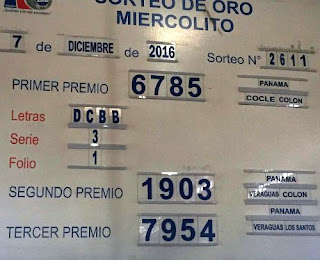 SORTEO DE ORO
MIERCOLITO
7 de DICIEMBRE de 2016 Sorteo N° 2611
PRIMER PREMIO 6785 PANAMA
COCLE COLON
Letras DCBB
Serie 3
Folio 1
SEGUNDO PREMIO 1903 PANAMA
VERAGUAS COLON
TERCER PREMIO 7954 PANAMA
VERAGUAS LOS SANTOS